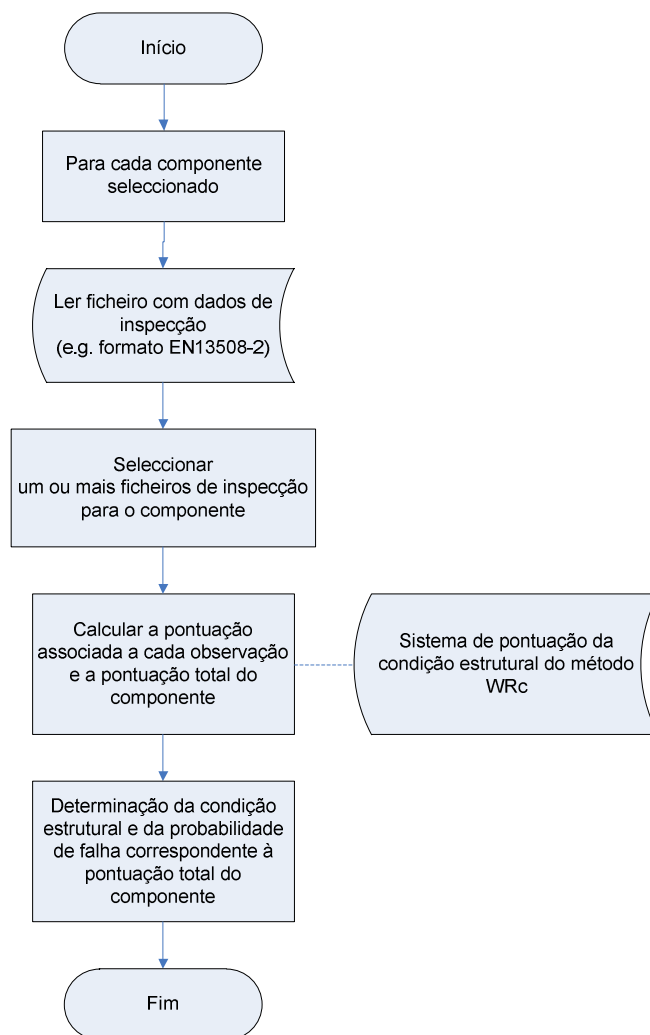 Início
Para cada componente
seleccionado
Ler ficheiro com dados de
inspecção
(e.g. formato EN13508-2)
Seleccionar
um ou mais ficheiros de inspecção
para o componente
Calcular a pontuação
associada a cada observação
e a pontuação total do
componente
Sistema de pontuação da
condição estrutural do método
WRc
Determinação da condição
estrutural e da probabilidade
de falha correspondente à
pontuação total do
componente
Fim